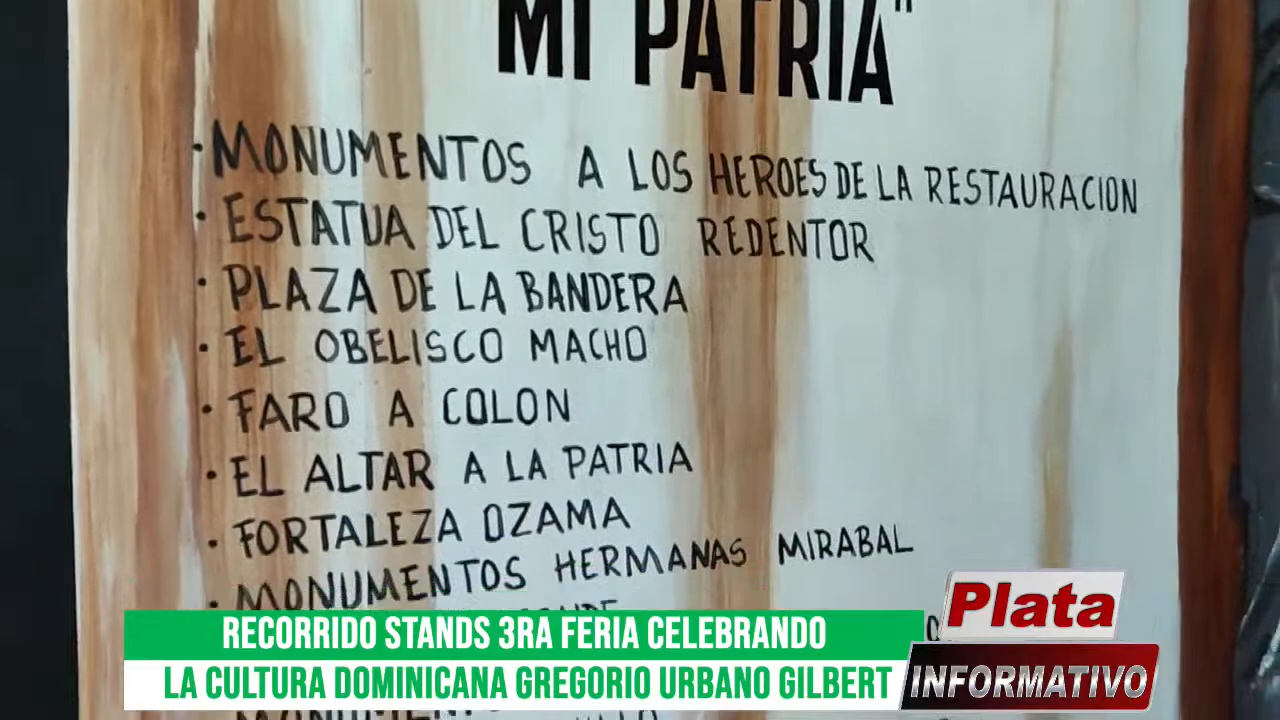 MI PATRIA"
· MONUMENTOS A LOS HEROES DE LA RESTAURACION
· ESTATUA DEL CRISTO REDENTOR
· PLAZA DE LA BANDERA
· EL OBELISCO MACHO
· FARO A COLON
· EL ALTAR A LA PATRIA
· FORTALEZA OZAMA
· MONUMENTOS HERMANAS MIRABAL
RECORRIDO STANDS 3RA FERIA CELEBRANDO
LA CULTURA DOMINICANA GREGORIO URBANO GILBERT
Plata
INFORMATIVO